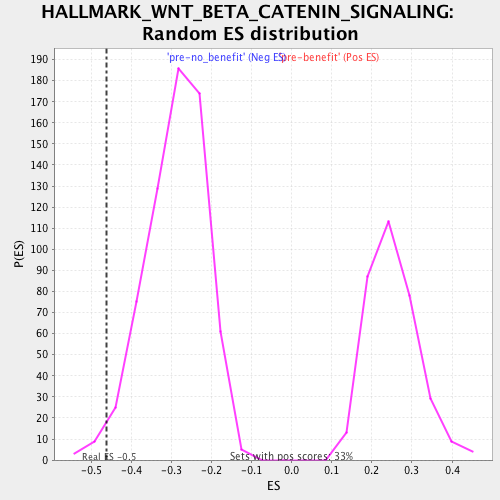 HALLMARK_WNT_BETA_CATENIN_SIGNALING:
Random ES distribution
'pre-no_benefit' (Neg ES)
'pre-benefit' (Pos ES)
190
180
170
160
150
140
130
120
110
100
90
80
70
60
50
40
30
20
10
0
P(ES)
Real ES -0.5
Sets with pos scores: 33%
-0.5 -0.4 -0.3 -0.2 -0.1 0.0 0.1 0.2 0.3 0.4
ES